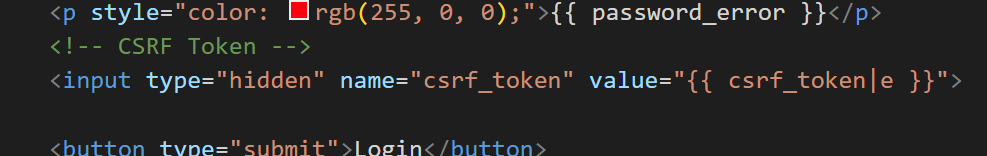 <p style="color: rgb(255, 0, 0);">{{ password_error }}</p>
<!-- CSRF Token -->
<input type="hidden" name="csrf_token" value="{{ csrf_token|e }}">
<button type="submit">Login</button>